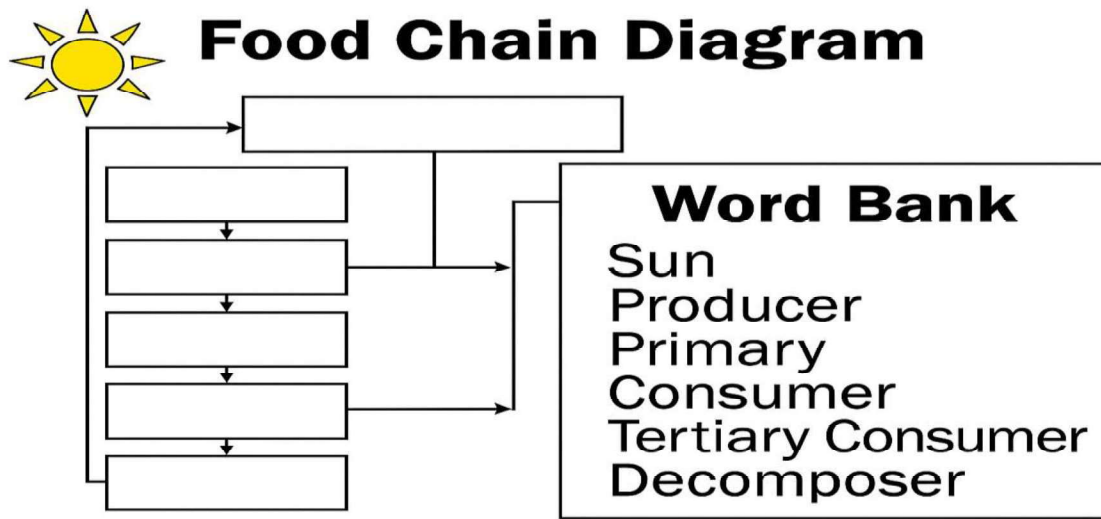 Food Chain Diagram
Word Bank
Sun
Producer
Primary
Consumer
Tertiary Consumer
Decomposer